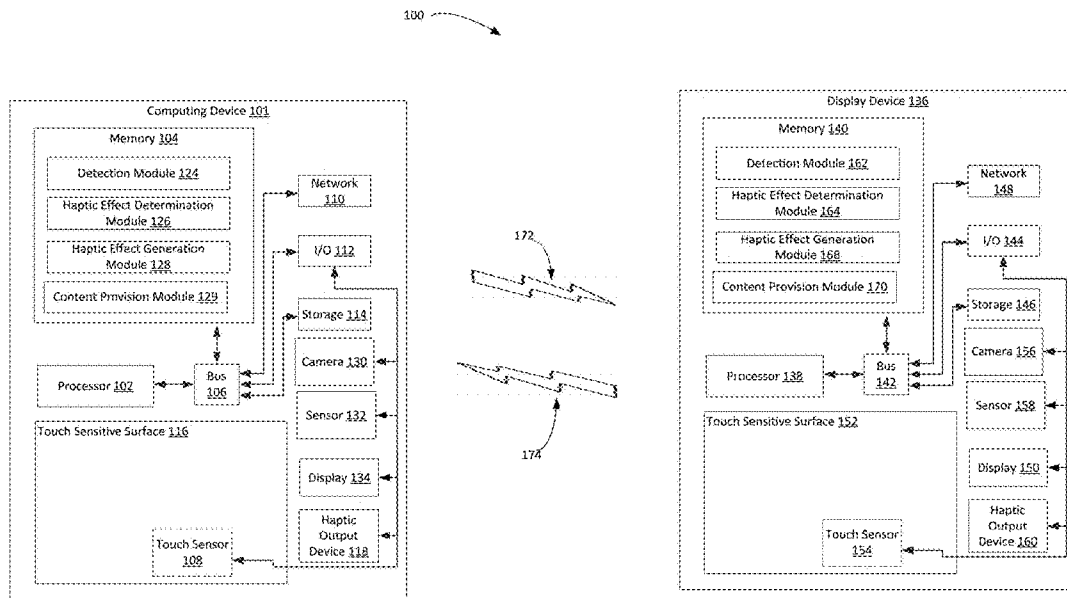 100
Computing Device 101
Memory 104
Detection Module 124
Haptic Effect Determination
Module 126
Haptic Effect Generation
Module 128
Content Provision Module 129
Network
110
I/O 112
Storage 114
Camera 130
Processor 102
Bus
106
Sensor 132
Touch Sensitive Surface 116
Display 134
Haptic
Output
Device 118
Touch Sensor
108
172
174
Display Device 136
Memory 140
Detection Module 162
Haptic Effect Determination
Module 164
Haptic Effect Generation
Module 168
Content Provision Module 170
Network
148
I/O 144
Storage 146
Camera 156
Processor 138
Bus
142
Sensor 158
Touch Sensitive Surface 152
Display 150
Haptic
Output
Device 160
Touch Sensor
154